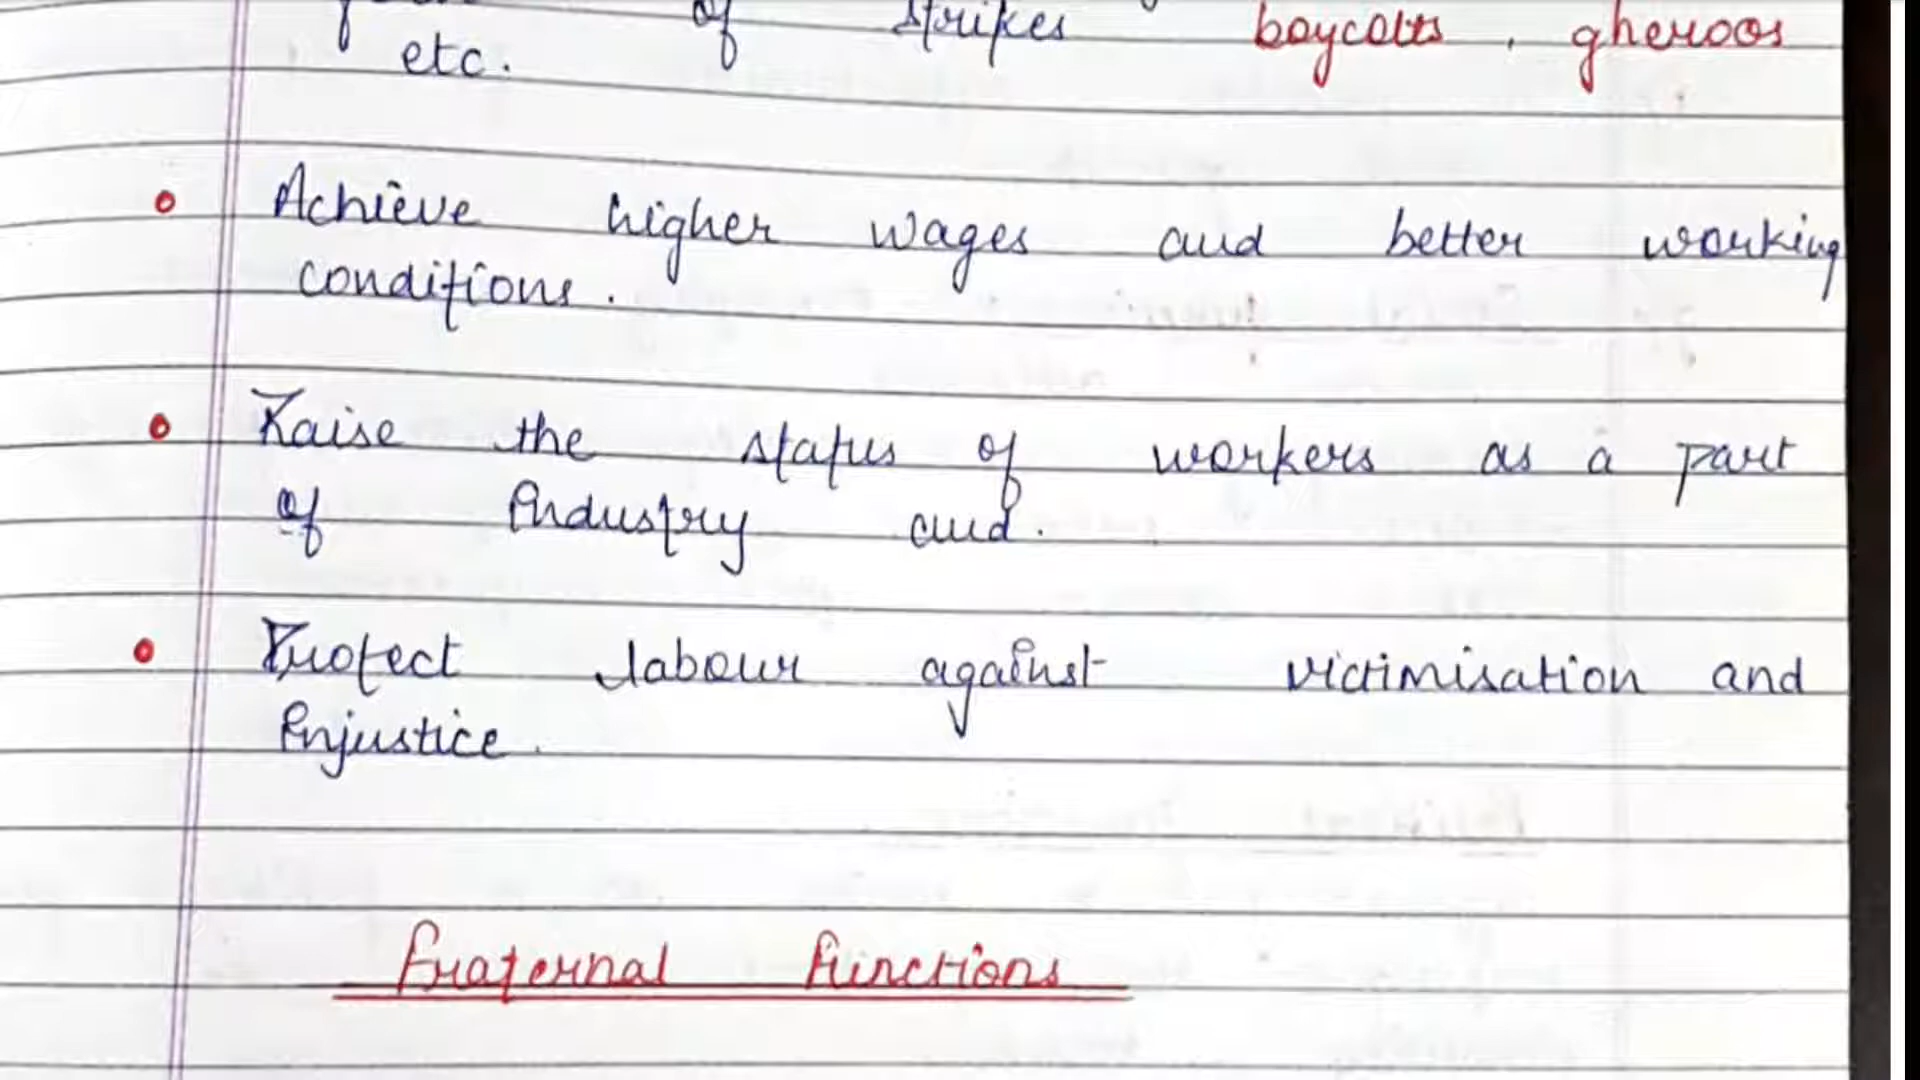 of strikes boycotts, gheroos
etc.
Achieve higher wages and better working
conditions.
Raise the status of workers as a part
of Industry and.
Protect labour against victimisation and
Injustice.
Fraternal functions